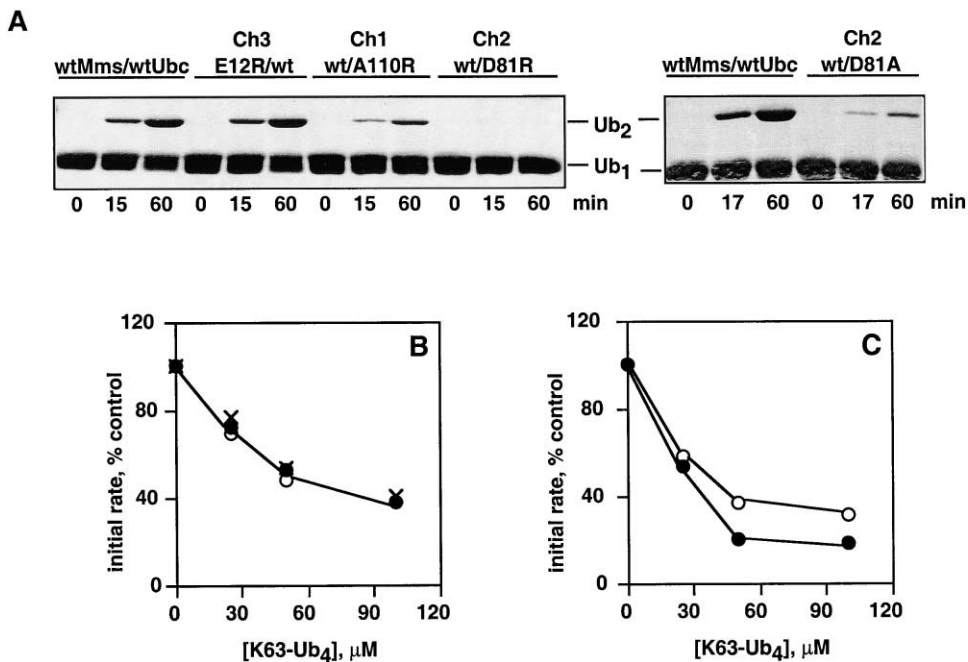 A
Ch3 Ch1 Ch2 Ch2
wtMms/wtUbc E12R/wt wt/A110R wt/D81R wtMms/wtUbc wt/D81A
Ub2
Ub1
0 15 60 0 15 60 0 15 60 0 15 60 min 0 17 60 0 17 60 min
B
120
80
40
0
initial rate, % control
0 30 60 90 120
[K63-Ub4], μM
C
120
80
40
0
initial rate, % control
0 30 60 90 120
[K63-Ub4], μM